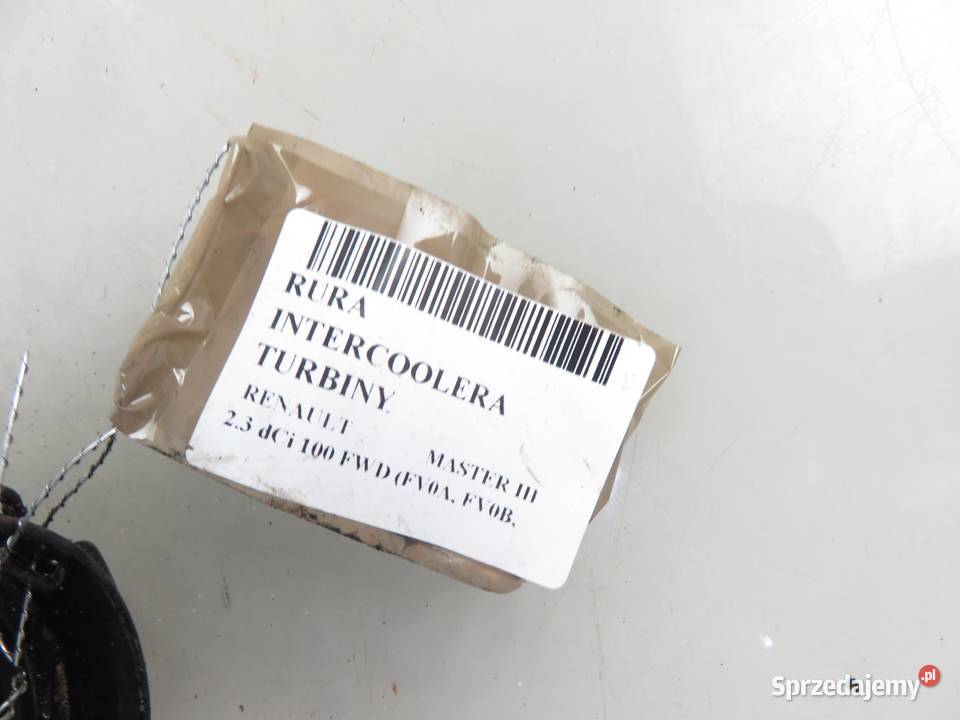 RURA
INTERCOOLERA
TURBINY
RENAULT MASTER III
2.3 dCi 100 FWD (FV0A, FV0B,
Sprzedajemy.pl